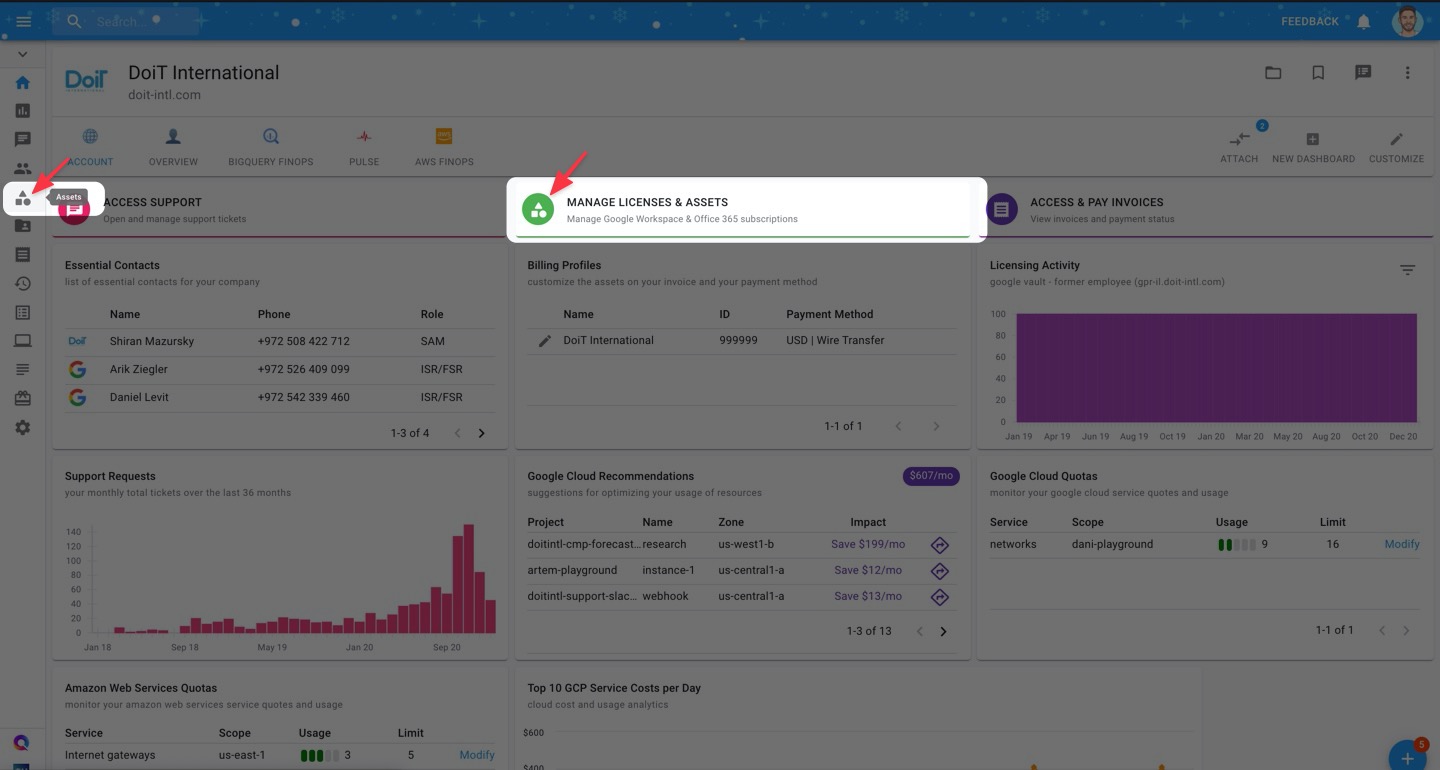 Search...
FEEDBACK
DoiT
INTERNATIONAL
DoiT International
doit-intl.com
ACCOUNT
OVERVIEW
BIGQUERY FINOPS
PULSE
AWS FINOPS
2
ATTACH
NEW DASHBOARD
CUSTOMIZE
Assets
ACCESS SUPPORT
Open and manage support tickets
MANAGE LICENSES & ASSETS
Manage Google Workspace & Office 365 subscriptions
ACCESS & PAY INVOICES
View invoices and payment status
Essential Contacts
list of essential contacts for your company
Name Phone Role
DoiT Shiran Mazursky +972 508 422 712 SAM
Arik Ziegler +972 526 409 099 ISR/FSR
Daniel Levit +972 542 339 460 ISR/FSR
1-3 of 4
Billing Profiles
customize the assets on your invoice and your payment method
Name ID Payment Method
DoiT International 999999 USD | Wire Transfer
1-1 of 1
Licensing Activity
google vault - former employee (gpr-il.doit-intl.com)
100
80
60
40
20
0
Jan 19 Apr 19 Jun 19 Aug 19 Oct 19 Jan 20 Mar 20 May 20 Aug 20 Oct 20 Dec 20
Support Requests
your monthly total tickets over the last 36 months
140
120
100
80
60
40
20
0
Jan 18 Sep 18 May 19 Jan 20 Sep 20
Google Cloud Recommendations
$607/mo
suggestions for optimizing your usage of resources
Project Name Zone Impact
doitintl-cmp-forecast... research us-west1-b Save $199/mo
artem-playground instance-1 us-central1-a Save $12/mo
doitintl-support-slac... webhook us-central1-a Save $13/mo
1-3 of 13
Google Cloud Quotas
monitor your google cloud service quotes and usage
Service Scope Usage Limit
networks dani-playground 9 16 Modify
1-1 of 1
Amazon Web Services Quotas
monitor your amazon web services service quotes and usage
Service Scope Usage Limit
Internet gateways us-east-1 3 5 Modify
Top 10 GCP Service Costs per Day
cloud cost and usage analytics
$600
$400
5